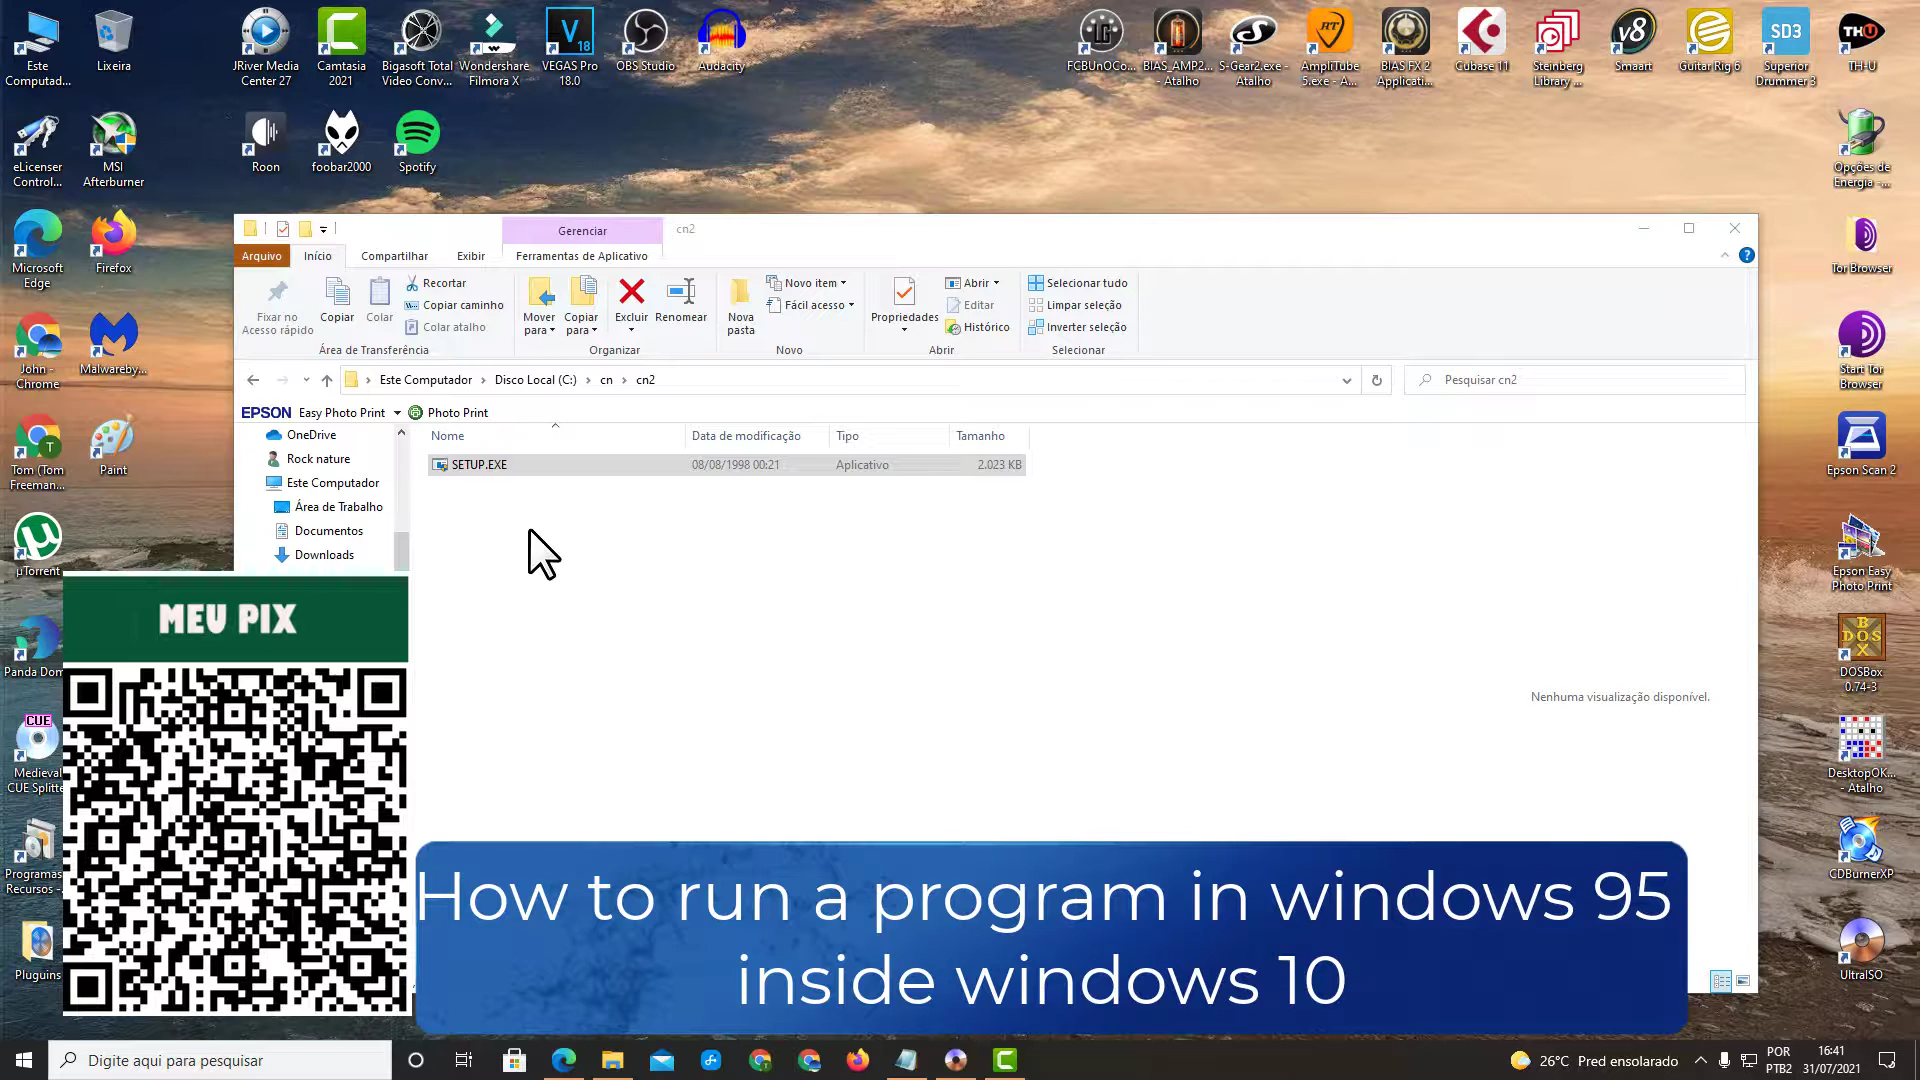 Este
Computad...
Lixeira
JRiver Media
Center 27
Camtasia
2021
Bigasoft Total
Video Conv...
Wondershare
Filmora X
VEGAS Pro
18.0
OBS Studio
Audacity
FCBUnOCo...
BIAS_AMP2...
- Atalho
S-Gear2.exe -
Atalho
AmpliTube
5.exe - A...
BIAS FX 2
Applicati...
Cubase 11
Steinberg
Library ...
Smaart
Guitar Rig 6
Superior
Drummer 3
TH-U
V
18
LG
RT
v8
SD3
THU
eLicenser
Control...
MSI
Afterburner
Roon
foobar2000
Spotify
Opções de
Energia -...
Microsoft
Edge
Firefox
Tor Browser
John -
Chrome
Malwareby...
Start Tor
Browser
T
Tom (Tom
Freeman...
Paint
Epson Scan 2
µTorrent
Epson Easy
Photo Print
Panda Dom
B
DOS
X
DOSBox
0.74-3
CUE
Medieval
CUE Splitte
DesktopOK...
- Atalho
Programas
Recursos -
CDBurnerXP
Pluguins
UltraISO
Gerenciar
cn2
Arquivo
Início
Compartilhar
Exibir
Ferramentas de Aplicativo
?
Fixar no
Acesso rápido
Copiar
Colar
Recortar
Copiar caminho
Colar atalho
Área de Transferência
Mover
para
Copiar
para
Excluir
Renomear
Organizar
Nova
pasta
Novo item
Fácil acesso
Novo
Propriedades
Abrir
Editar
Histórico
Abrir
Selecionar tudo
Limpar seleção
Inverter seleção
Selecionar
Este Computador
Disco Local (C:)
cn
cn2
Pesquisar cn2
EPSON
Easy Photo Print
Photo Print
OneDrive
Rock nature
Este Computador
Área de Trabalho
Documentos
Downloads
Nome
Data de modificação
Tipo
Tamanho
SETUP.EXE
08/08/1998 00:21
Aplicativo
2.023 KB
Nenhuma visualização disponível.
MEU PIX
How to run a program in windows 95
inside windows 10
Digite aqui para pesquisar
26°C Pred ensolarado
POR
PTB2
16:41
31/07/2021